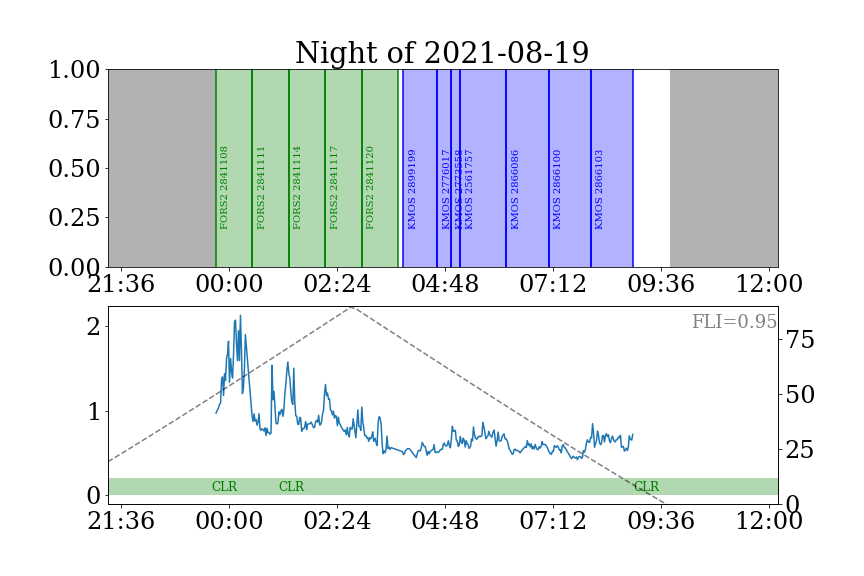 Night of 2021-08-19
1.00
0.75
0.50
0.25
0.00
FORS2 2841108
FORS2 2841111
FORS2 2841114
FORS2 2841117
FORS2 2841120
KMOS 2899199
KMOS 2776017
KMOS 2773558
KMOS 2561757
KMOS 2866086
KMOS 2866100
KMOS 2866103
21:36 00:00 02:24 04:48 07:12 09:36 12:00
FLI=0.95
2
1
0
75
50
25
0
CLR CLR CLR
21:36 00:00 02:24 04:48 07:12 09:36 12:00